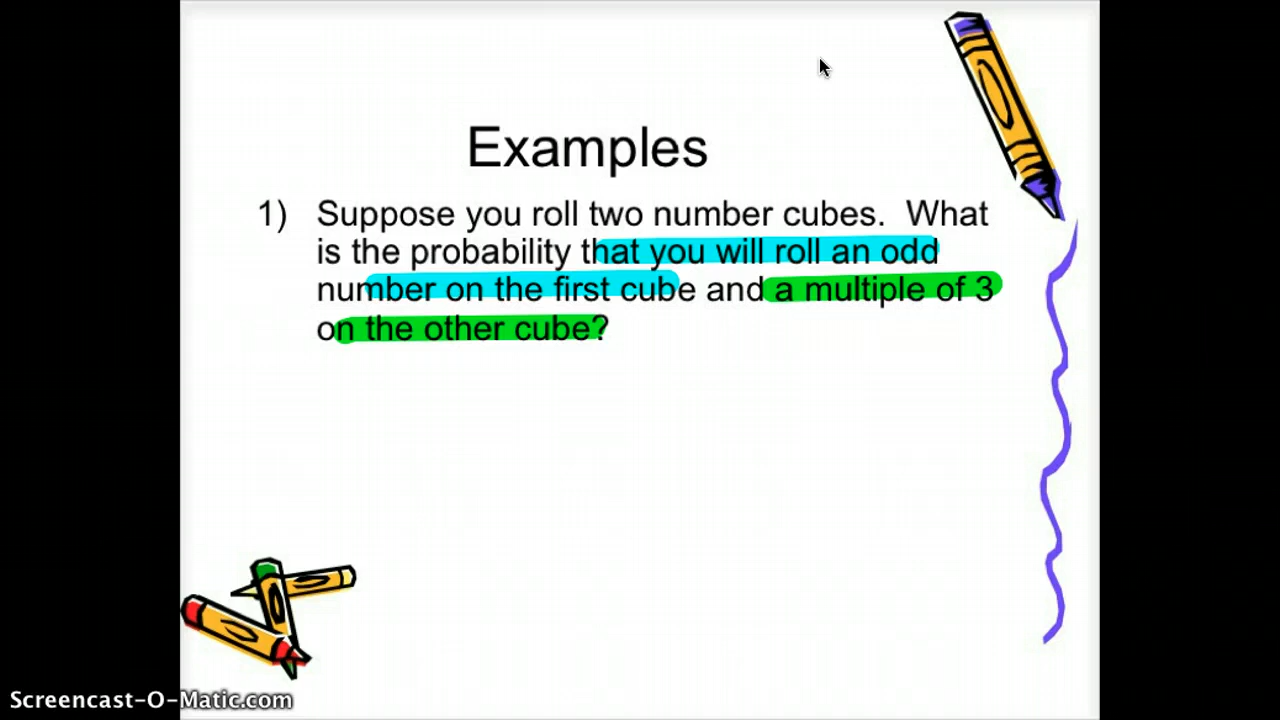 Examples
1) Suppose you roll two number cubes. What
is the probability that you will roll an odd
number on the first cube and a multiple of 3
on the other cube?
Screencast-O-Matic.com